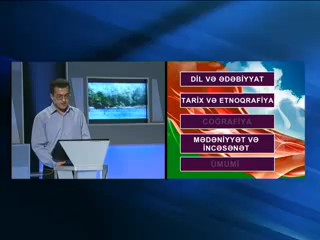 DİL VƏ ƏDƏBİYYAT
TARİX VƏ ETNOQRAFİYA
COĞRAFİYA
MƏDƏNİYYƏT VƏ
İNCƏSƏNƏT
ÜMUMİ